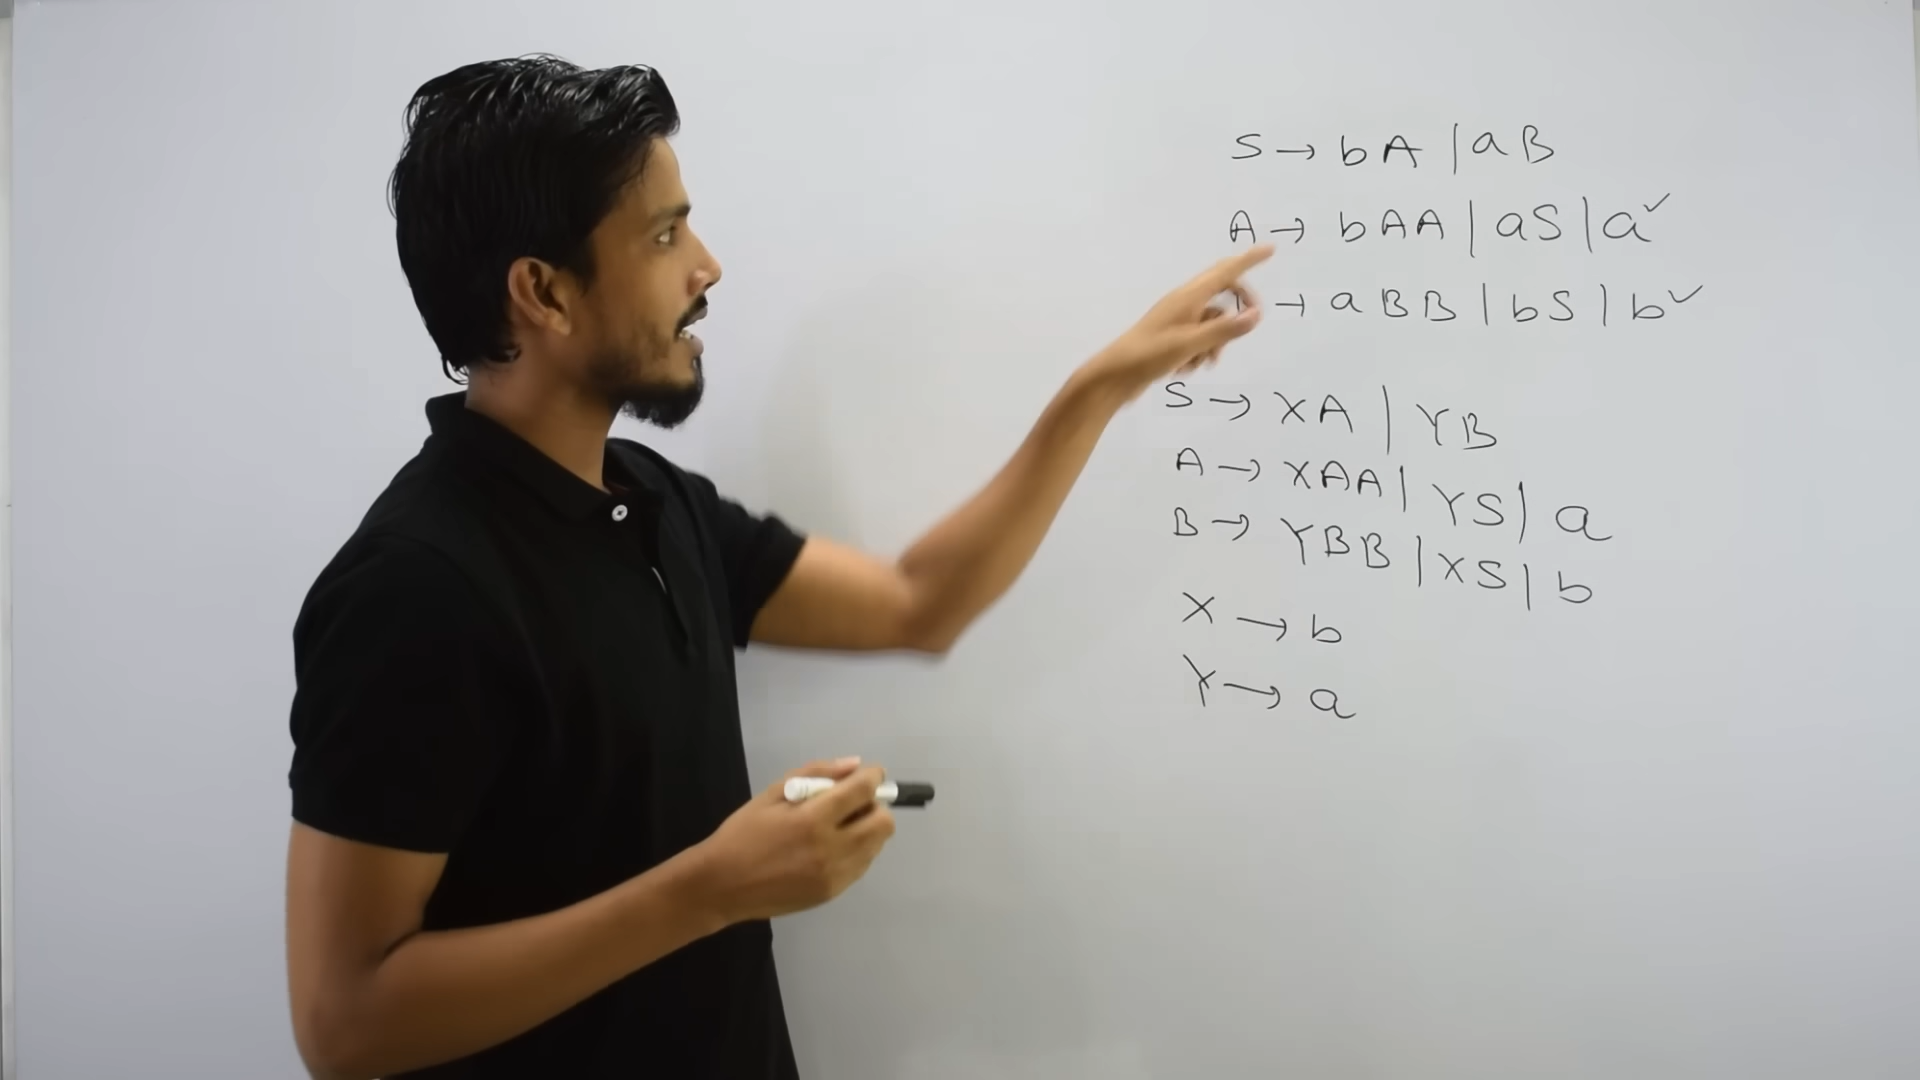 S → bA | aB
A → bAA | aS | a ✓
→ aBB | bS | b ✓
S → XA | YB
A → XAA | YS | a
B → YBB | XS | b
X → b
Y → a